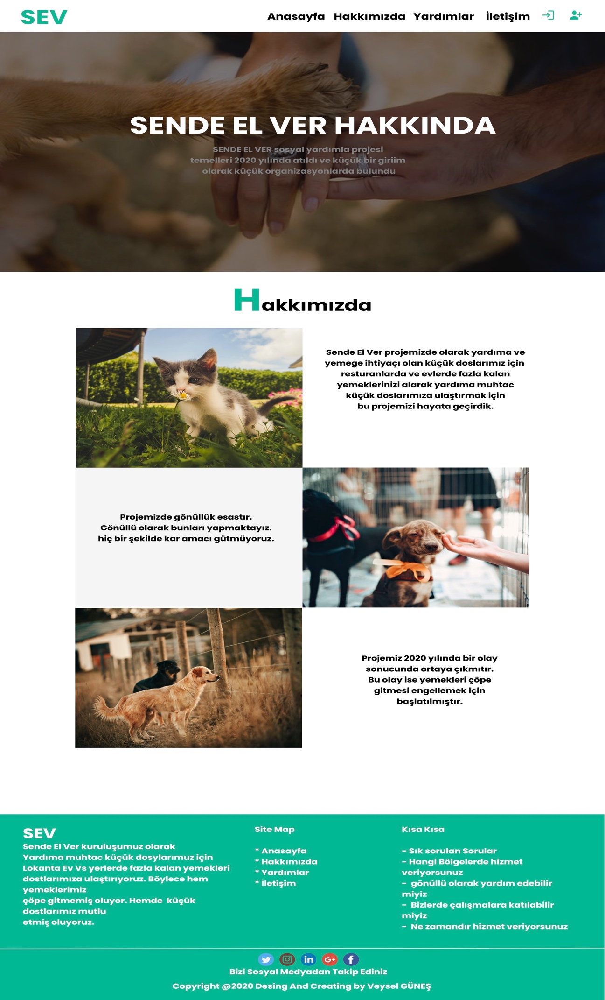 SEV
Anasayfa Hakkımızda Yardımlar İletişim
SENDE EL VER HAKKINDA
SENDE EL VER sosyal yardımla projesi
temelleri 2020 yılında atıldı ve küçük bir giriim
olarak küçük organizasyonlarda bulundu
Hakkımızda
Sende El Ver projemizde olarak yardıma ve
yemege ihtiyaçı olan küçük doslarımız için
resturanlarda ve evlerde fazla kalan
yemeklerinizi alarak yardıma muhtac
küçük doslarımıza ulaştırmak için
bu projemizi hayata geçirdik.
Projemizde gönüllük esastır.
Gönüllü olarak bunları yapmaktayız.
hiç bir şekilde kar amacı gütmüyoruz.
Projemiz 2020 yılında bir olay
sonucunda ortaya çıkmıtır.
Bu olay ise yemekleri çöpe
gitmesi engellemek için
başlatılmıştır.
SEV
Sende El Ver kuruluşumuz olarak
Yardıma muhtac küçük dosylarımuz için
Lokanta Ev Vs yerlerde fazla kalan yemekleri
dostlarımıza ulaştırıyoruz. Böylece hem
yemeklerimiz
çöpe gitmemiş oluyor. Hemde küçük
dostlarımız mutlu
etmiş oluyoruz.
Site Map
* Anasayfa
* Hakkımızda
* Yardımlar
* İletişim
Kısa Kısa
- Sık sorulan Sorular
- Hangi Bölgelerde hizmet
veriyorsunuz
- gönüllü olarak yardım edebilir
miyiz
- Bizlerde çalışmalara katılabilir
miyiz
- Ne zamandır hizmet veriyorsunuz
in G+ f
Bizi Sosyal Medyadan Takip Ediniz
Copyright @2020 Desing And Creating by Veysel GÜNEŞ